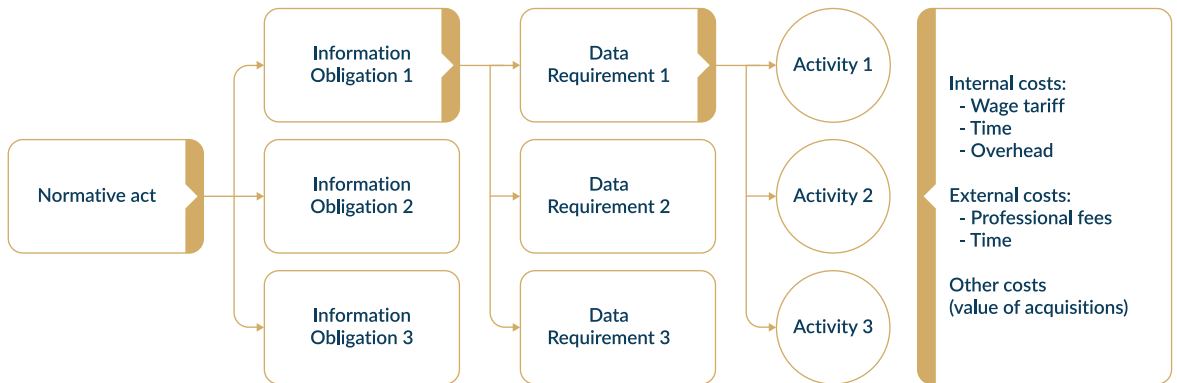 Normative act
Information
Obligation 1
Information
Obligation 2
Information
Obligation 3
Data
Requirement 1
Data
Requirement 2
Data
Requirement 3
Activity 1
Activity 2
Activity 3
Internal costs:
- Wage tariff
- Time
- Overhead
External costs:
- Professional fees
- Time
Other costs
(value of acquisitions)